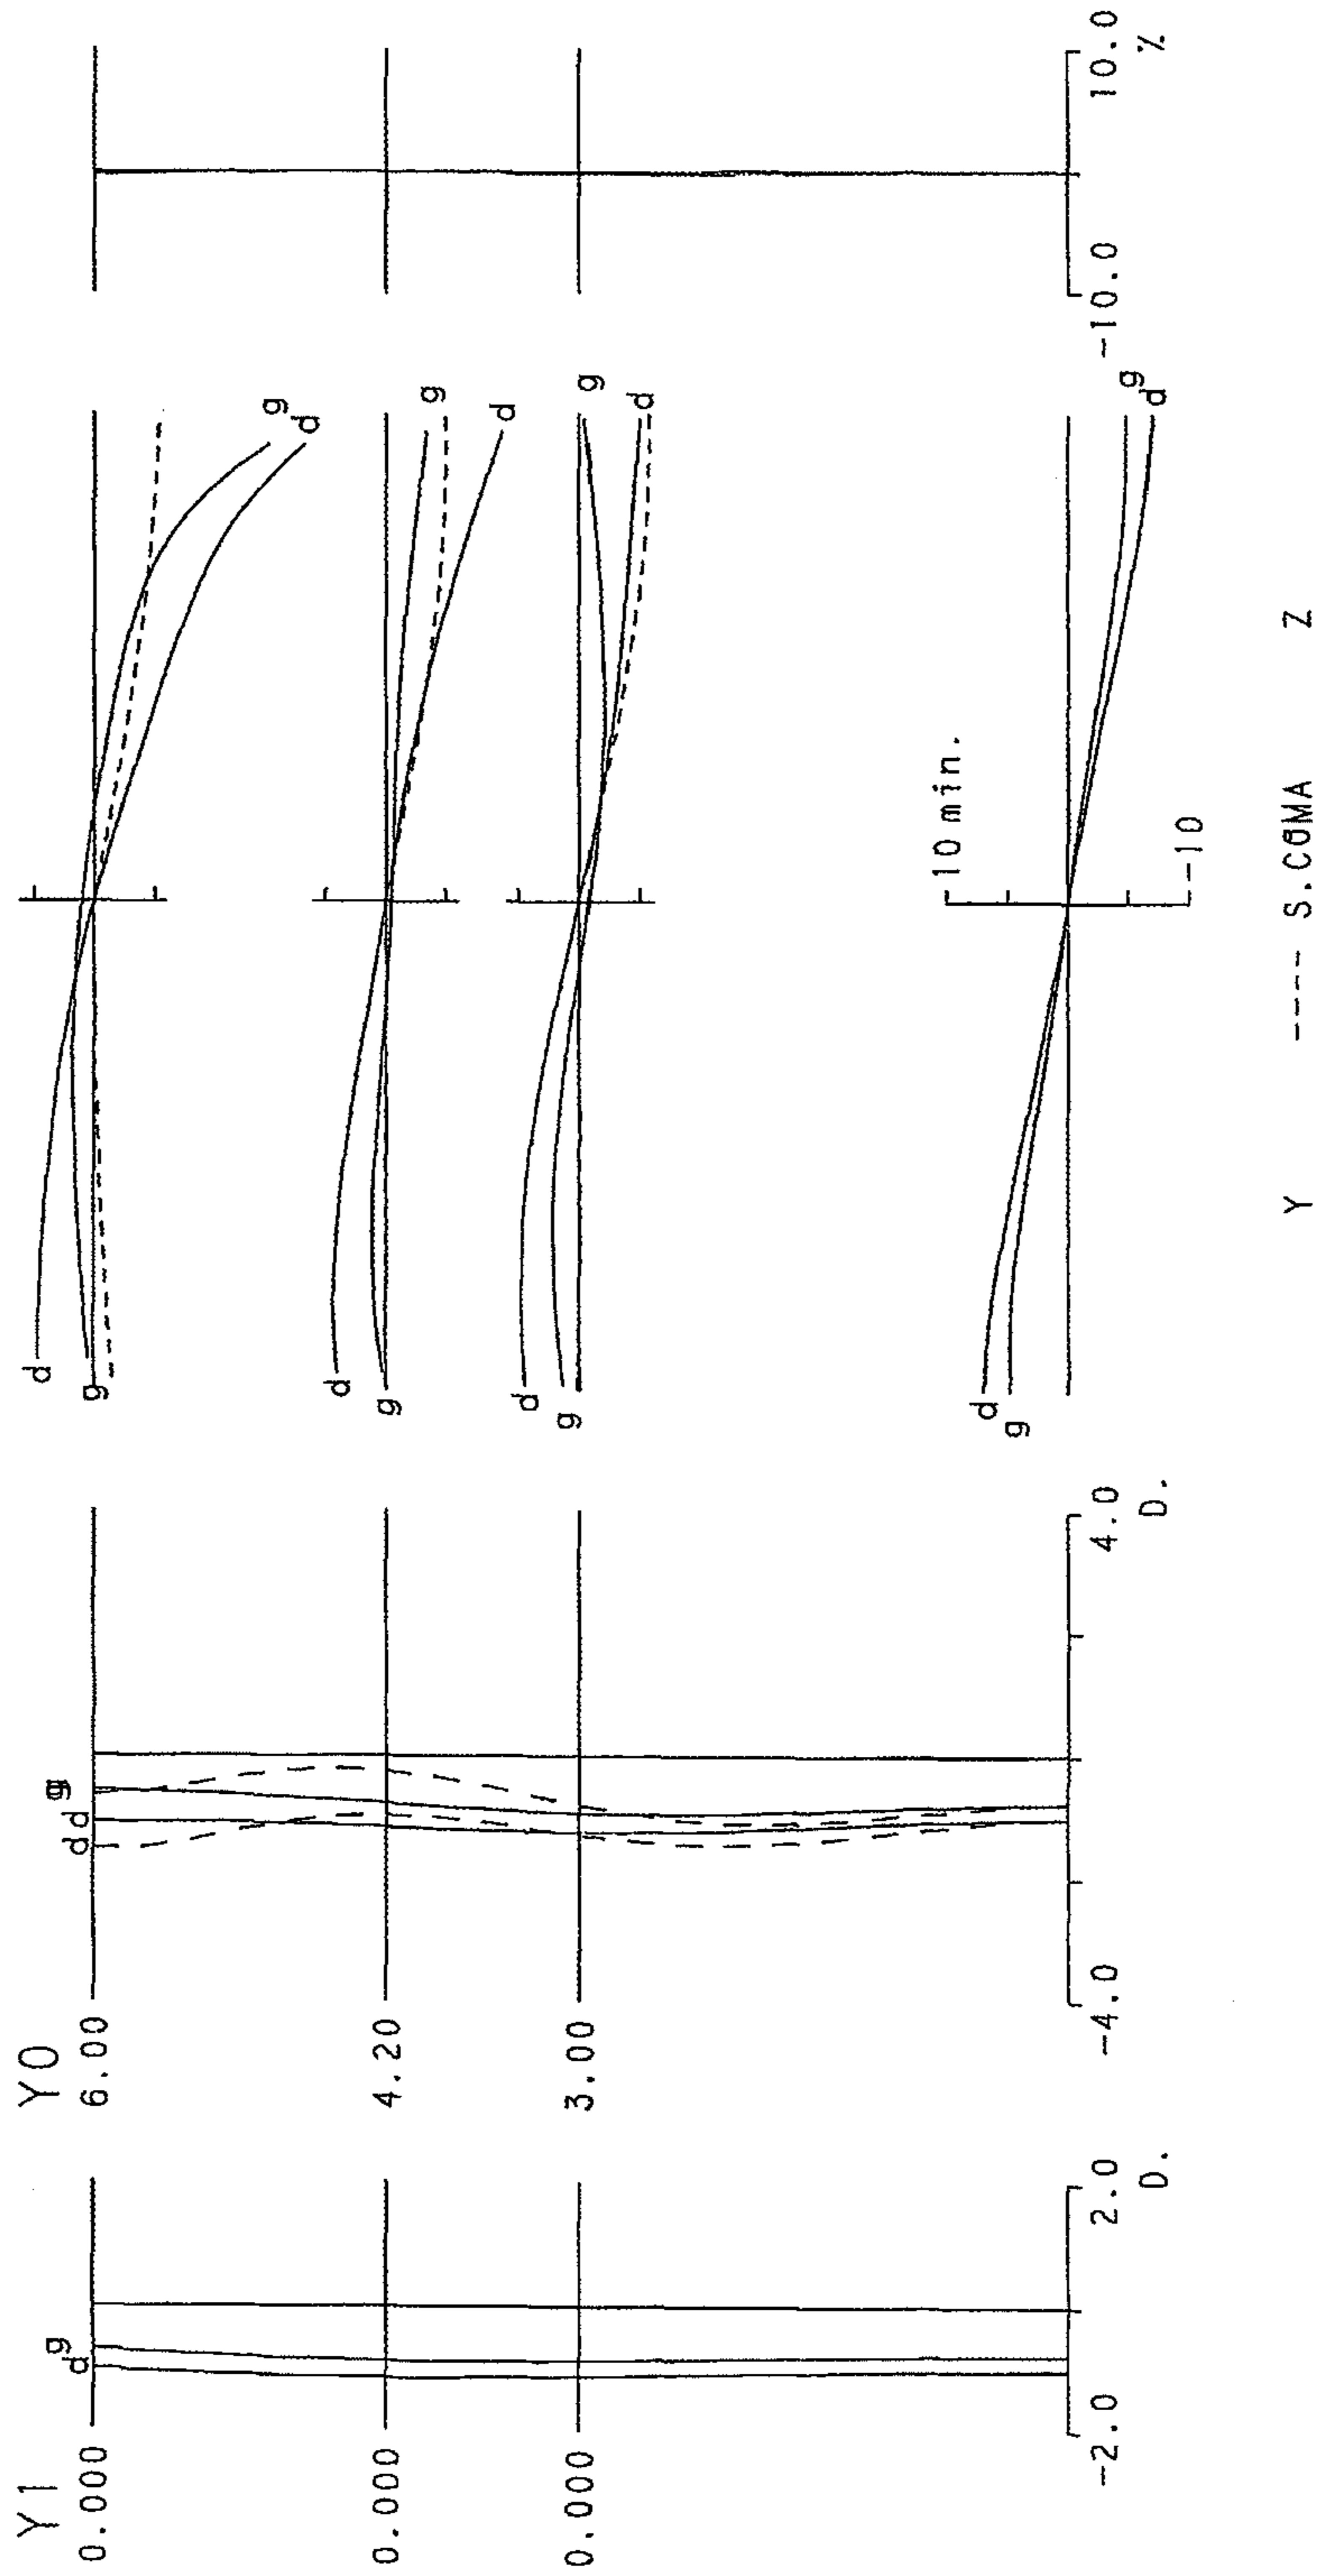 Y1
0.000
0.000
0.000
d g
-2.0
2.0
D.
Y0
6.00
4.20
3.00
d d g
-4.0
4.0
D.
d
g
g
d
d
g
g
d
d
g
g
d
d
g
d g
10 min.
-10
Y ---- S.COMA Z
-10.0
10.0
%